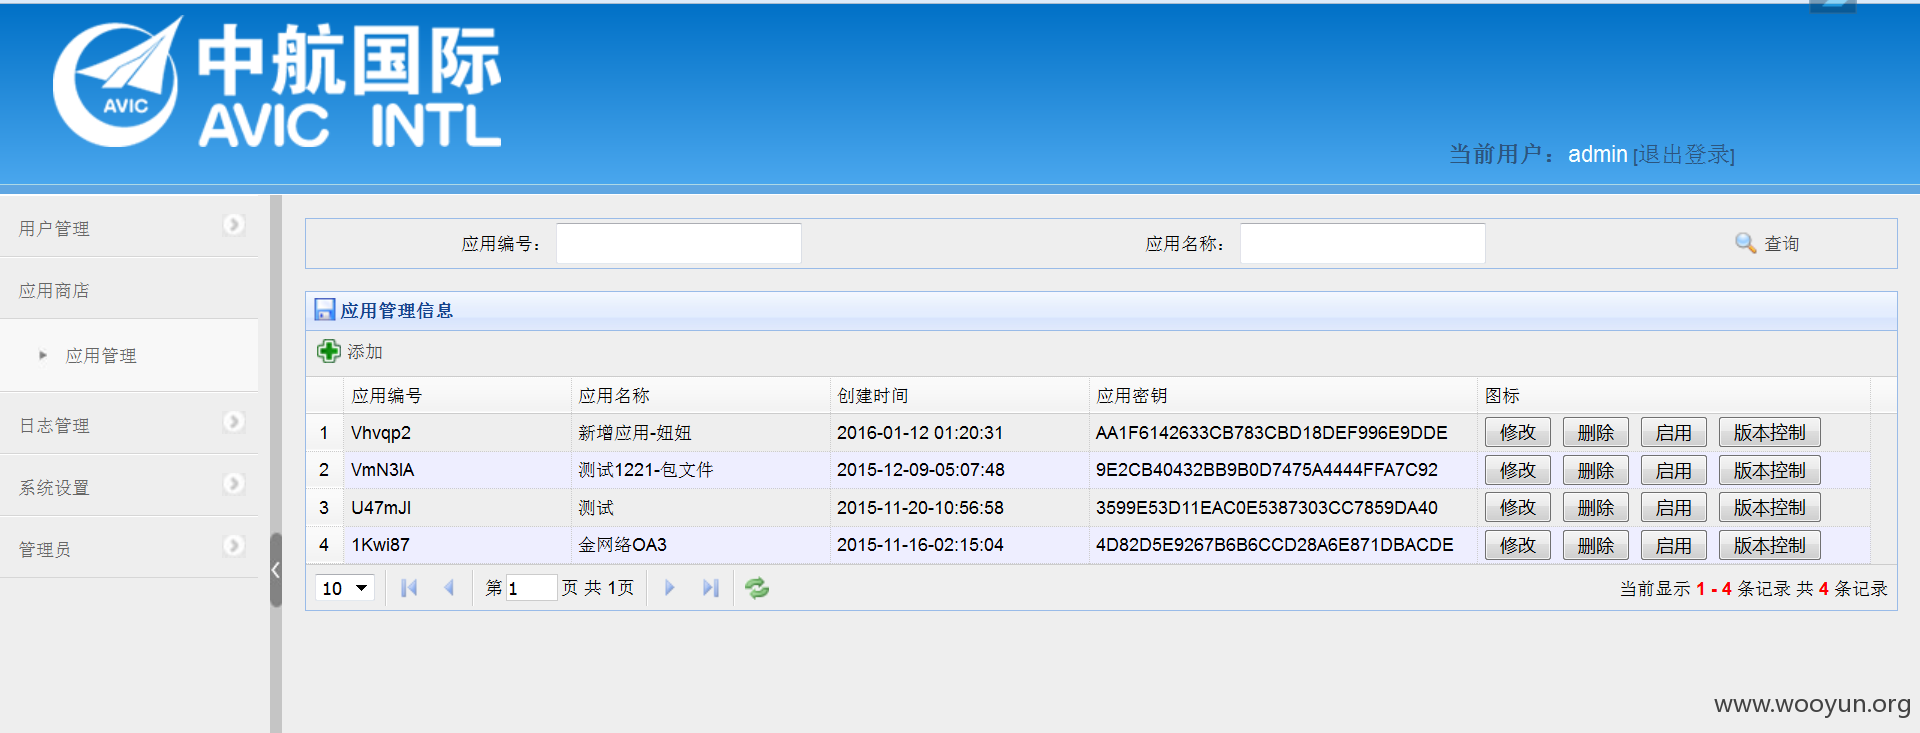 中航国际
AVIC
AVIC INTL
当前用户： admin [退出登录]
用户管理
应用商店
应用管理
日志管理
系统设置
管理员
应用编号： 应用名称： 查询
应用管理信息
添加
应用编号 应用名称 创建时间 应用密钥 图标
1 Vhvqp2 新增应用-妞妞 2016-01-12 01:20:31 AA1F6142633CB783CBD18DEF996E9DDE 修改 删除 启用 版本控制
2 VmN3lA 测试1221-包文件 2015-12-09-05:07:48 9E2CB40432BB9B0D7475A4444FFA7C92 修改 删除 启用 版本控制
3 U47mJl 测试 2015-11-20-10:56:58 3599E53D11EAC0E5387303CC7859DA40 修改 删除 启用 版本控制
4 1Kwi87 金网络OA3 2015-11-16-02:15:04 4D82D5E9267B6B6CCD28A6E871DBACDE 修改 删除 启用 版本控制
10 第 1 页 共 1页 当前显示 1 - 4 条记录 共 4 条记录
www.wooyun.org